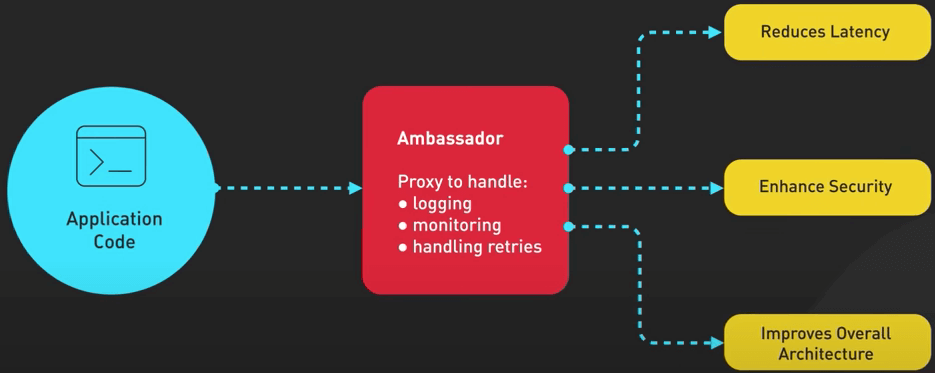 Reduces Latency
Ambassador
Proxy to handle:
● logging
● monitoring
● handling retries
Application
Code
Enhance Security
Improves Overall
Architecture